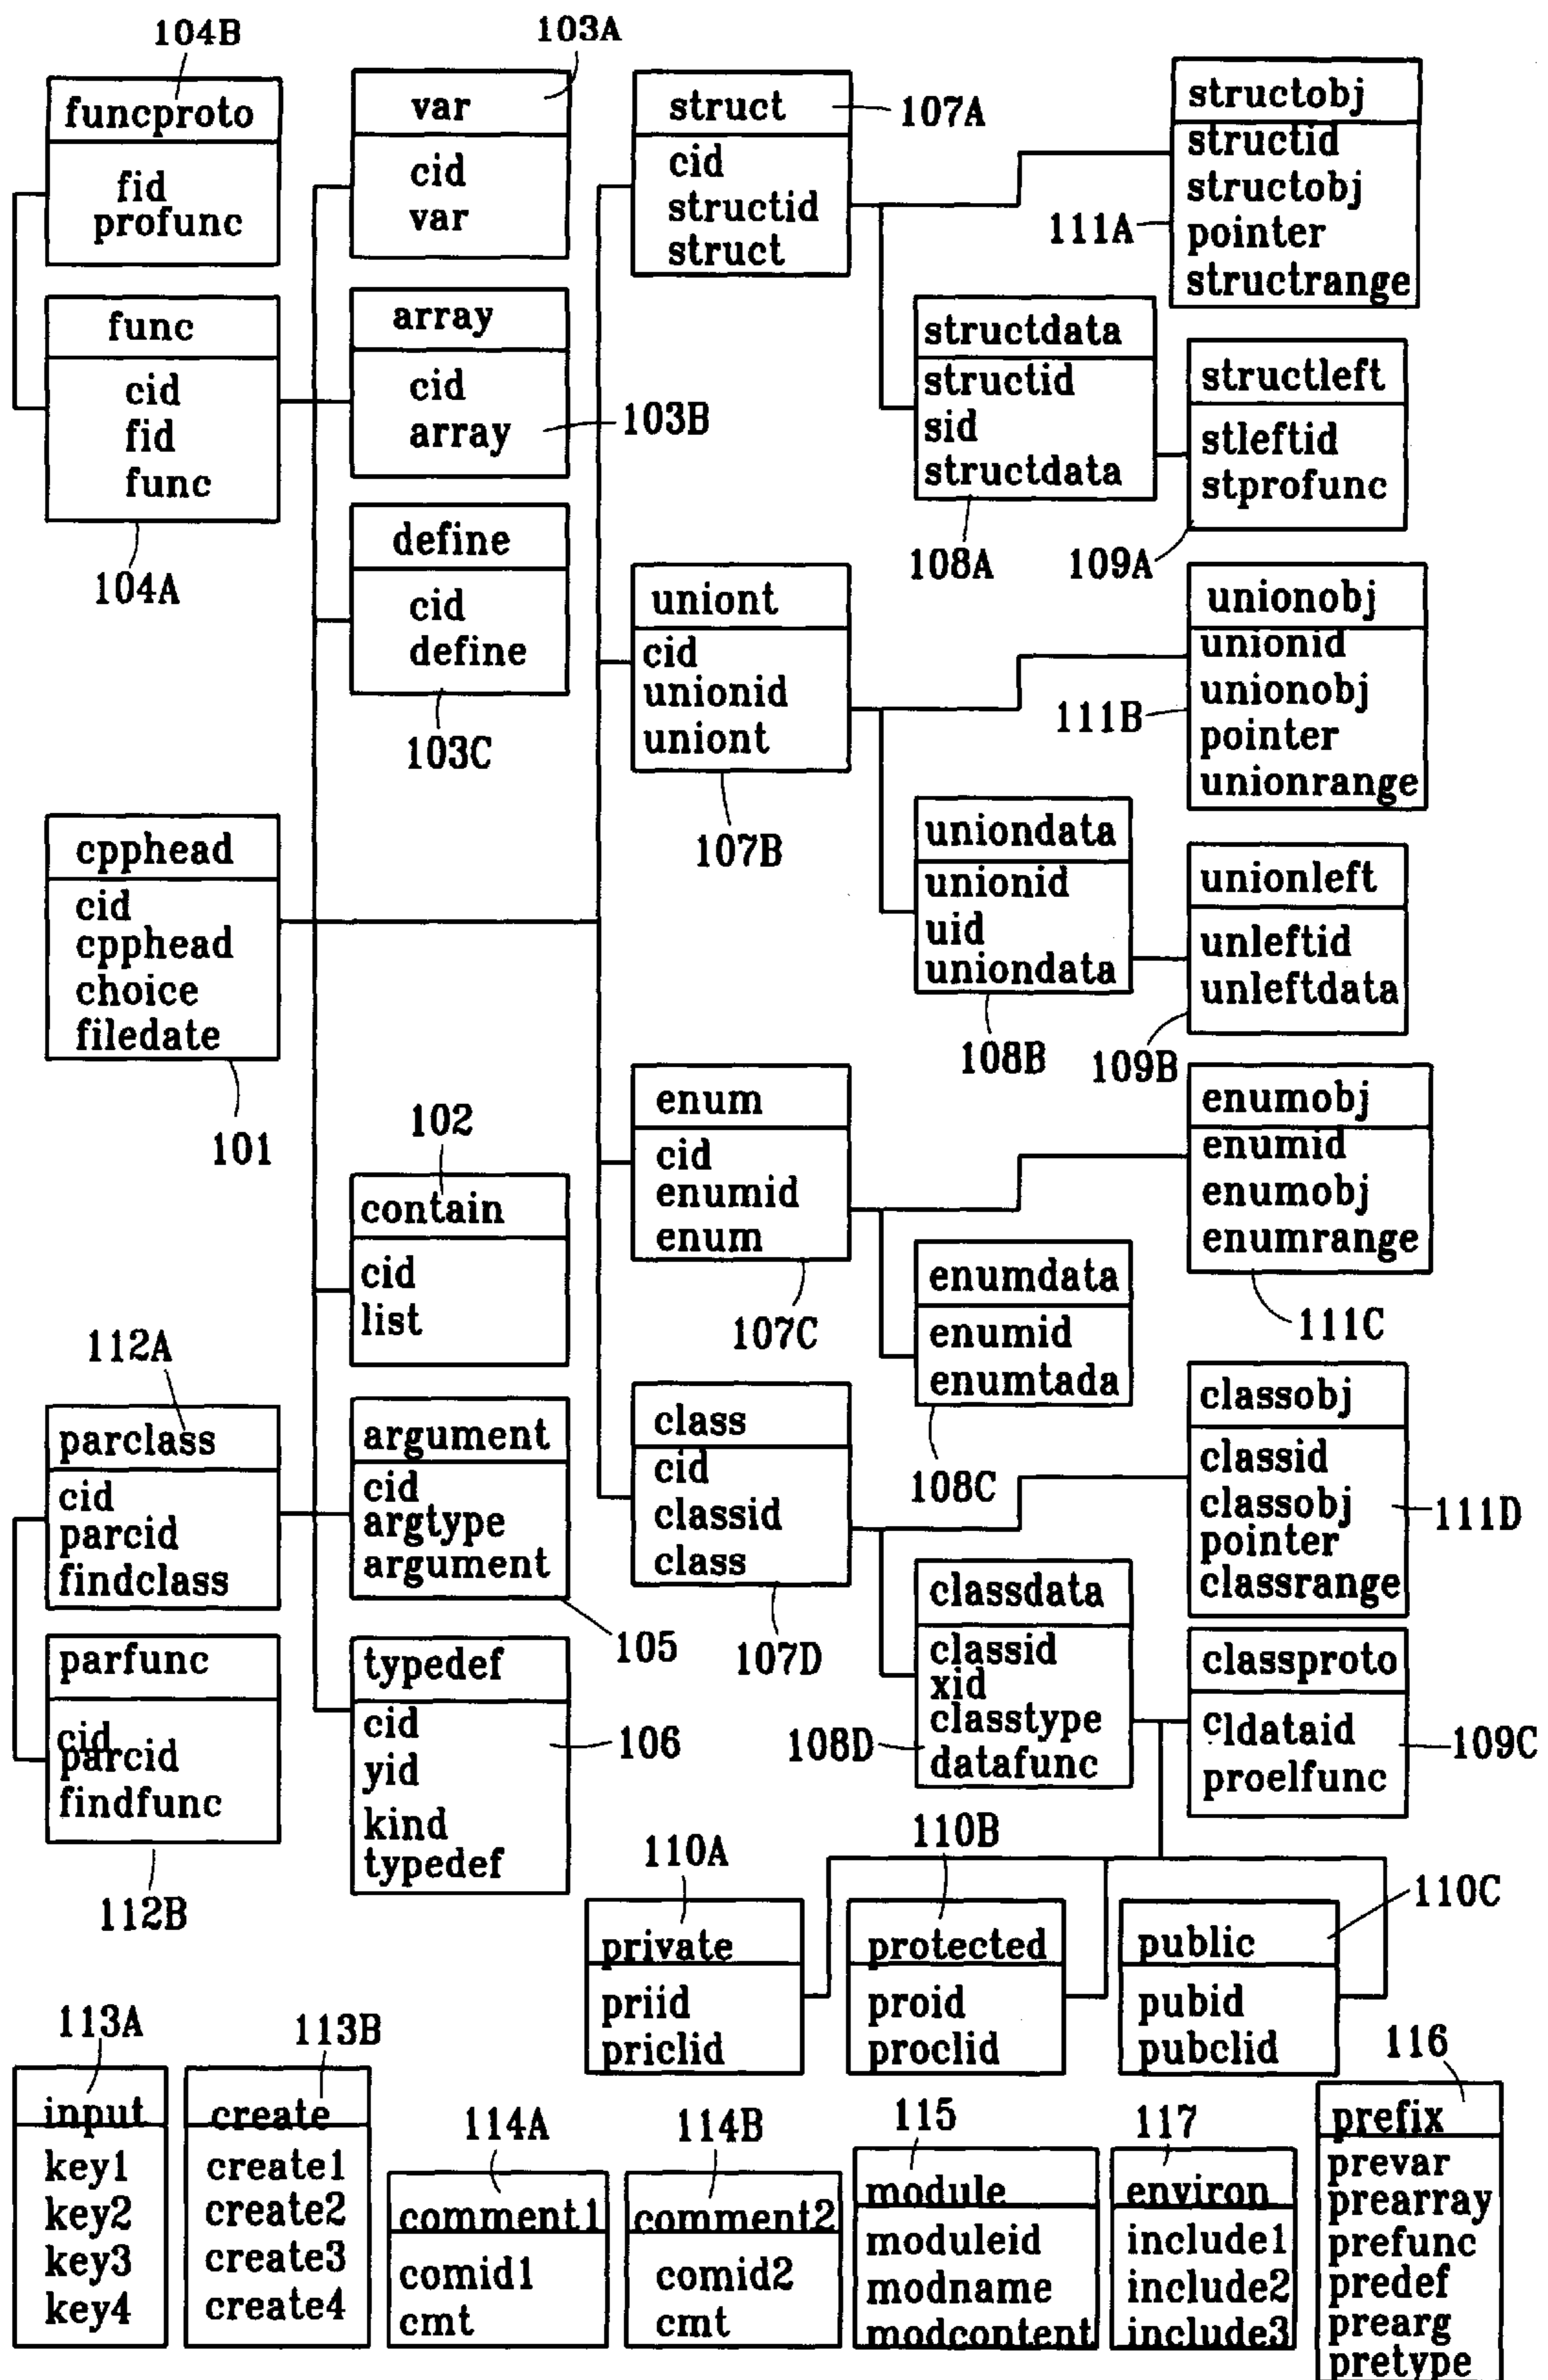 104B
funcproto
fid
profunc
func
cid
fid
func
104A
103A
var
cid
var
array
cid
array
103B
define
cid
define
103C
struct
107A
cid
structid
struct
structobj
structid
structobj
pointer
structrange
111A
structdata
structid
sid
structdata
108A
structleft
stleftid
stprofunc
109A
uniont
cid
unionid
uniont
107B
unionobj
unionid
unionobj
pointer
unionrange
111B
uniondata
unionid
uid
uniondata
108B
unionleft
unleftid
unleftdata
109B
cpphead
cid
cpphead
choice
filedate
101
102
contain
cid
list
enum
cid
enumid
enum
107C
enumobj
enumid
enumobj
enumrange
111C
enumdata
enumid
enumtada
108C
112A
parclass
cid
parcid
findclass
parfunc
cid
parcid
findfunc
112B
argument
cid
argtype
argument
105
typedef
cid
yid
kind
typedef
106
class
cid
classid
class
107D
classobj
classid
classobj
pointer
classrange
111D
classdata
classid
xid
classtype
datafunc
108D
classproto
cldataid
proelfunc
109C
110A
private
priid
priclid
110B
protected
proid
proclid
110C
public
pubid
pubclid
113A
input
key1
key2
key3
key4
113B
create
create1
create2
create3
create4
114A
comment1
comid1
cmt
114B
comment2
comid2
cmt
115
module
moduleid
modname
modcontent
117
environ
include1
include2
include3
116
prefix
prevar
prearray
prefunc
predef
prearg
pretype